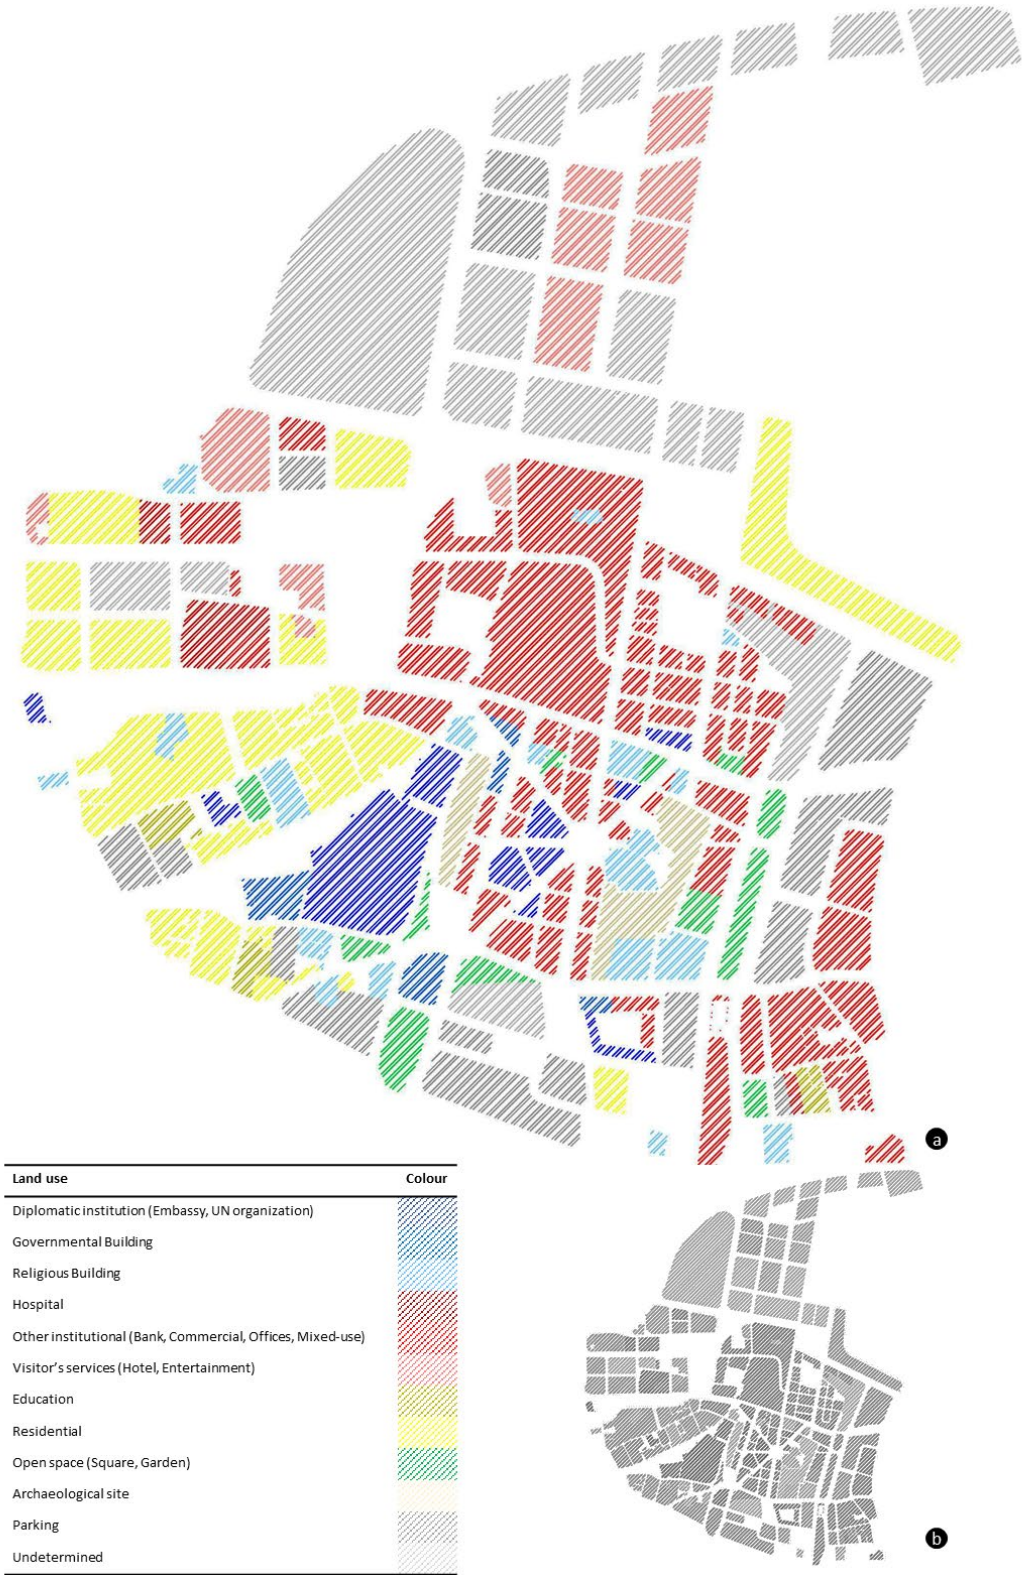 a
Land use Colour
Diplomatic institution (Embassy, UN organization)
Governmental Building
Religious Building
Hospital
Other institutional (Bank, Commercial, Offices, Mixed-use)
Visitor's services (Hotel, Entertainment)
Education
Residential
Open space (Square, Garden)
Archaeological site
Parking
Undetermined
b